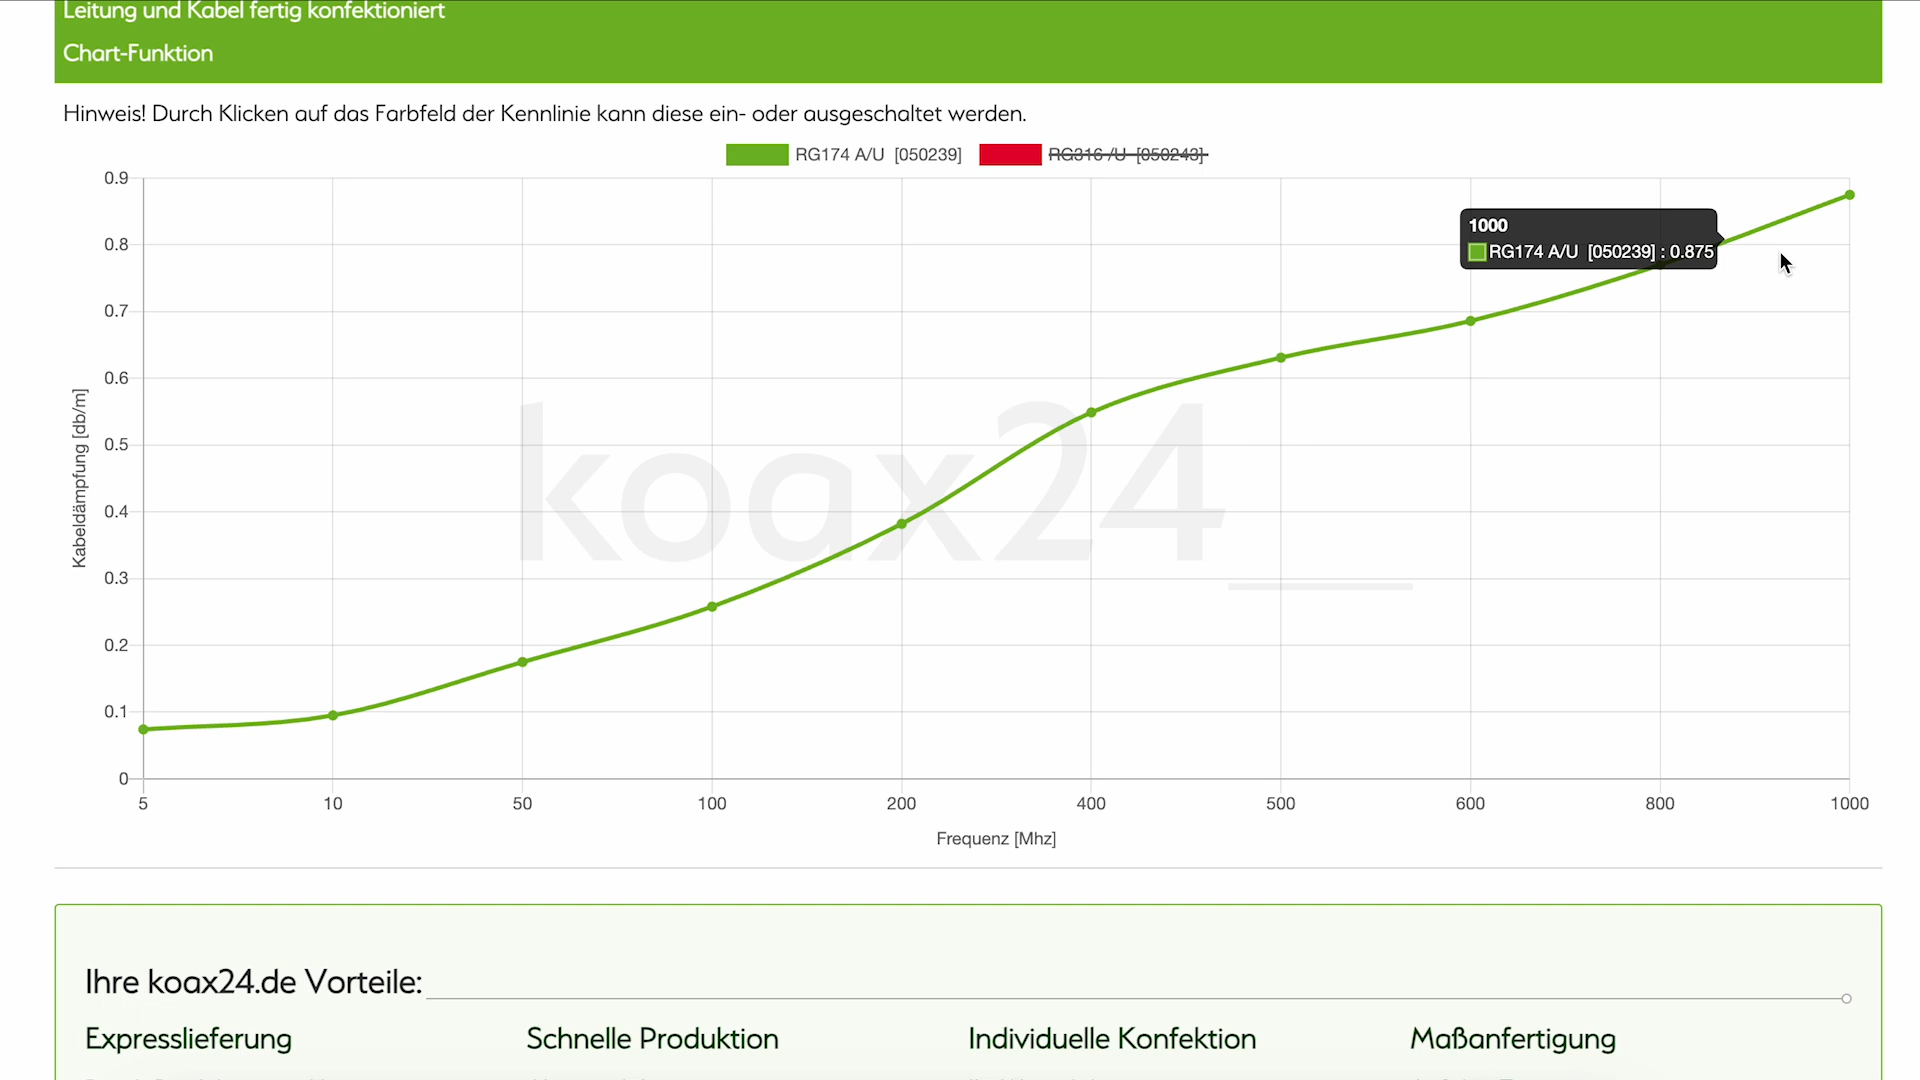 Leitung und Kabel fertig konfektioniert
Chart-Funktion
Hinweis! Durch Klicken auf das Farbfeld der Kennlinie kann diese ein- oder ausgeschaltet werden.
RG174 A/U [050239] RG316 /U [050243]
0.9
1000
RG174 A/U [050239] : 0.875
0.8
0.7
0.6
0.5
0.4
0.3
0.2
0.1
0
Kabeldämpfung [db/m]
koax24_
5 10 50 100 200 400 500 600 800 1000
Frequenz [Mhz]
Ihre koax24.de Vorteile:
Expresslieferung Schnelle Produktion Individuelle Konfektion Maßanfertigung